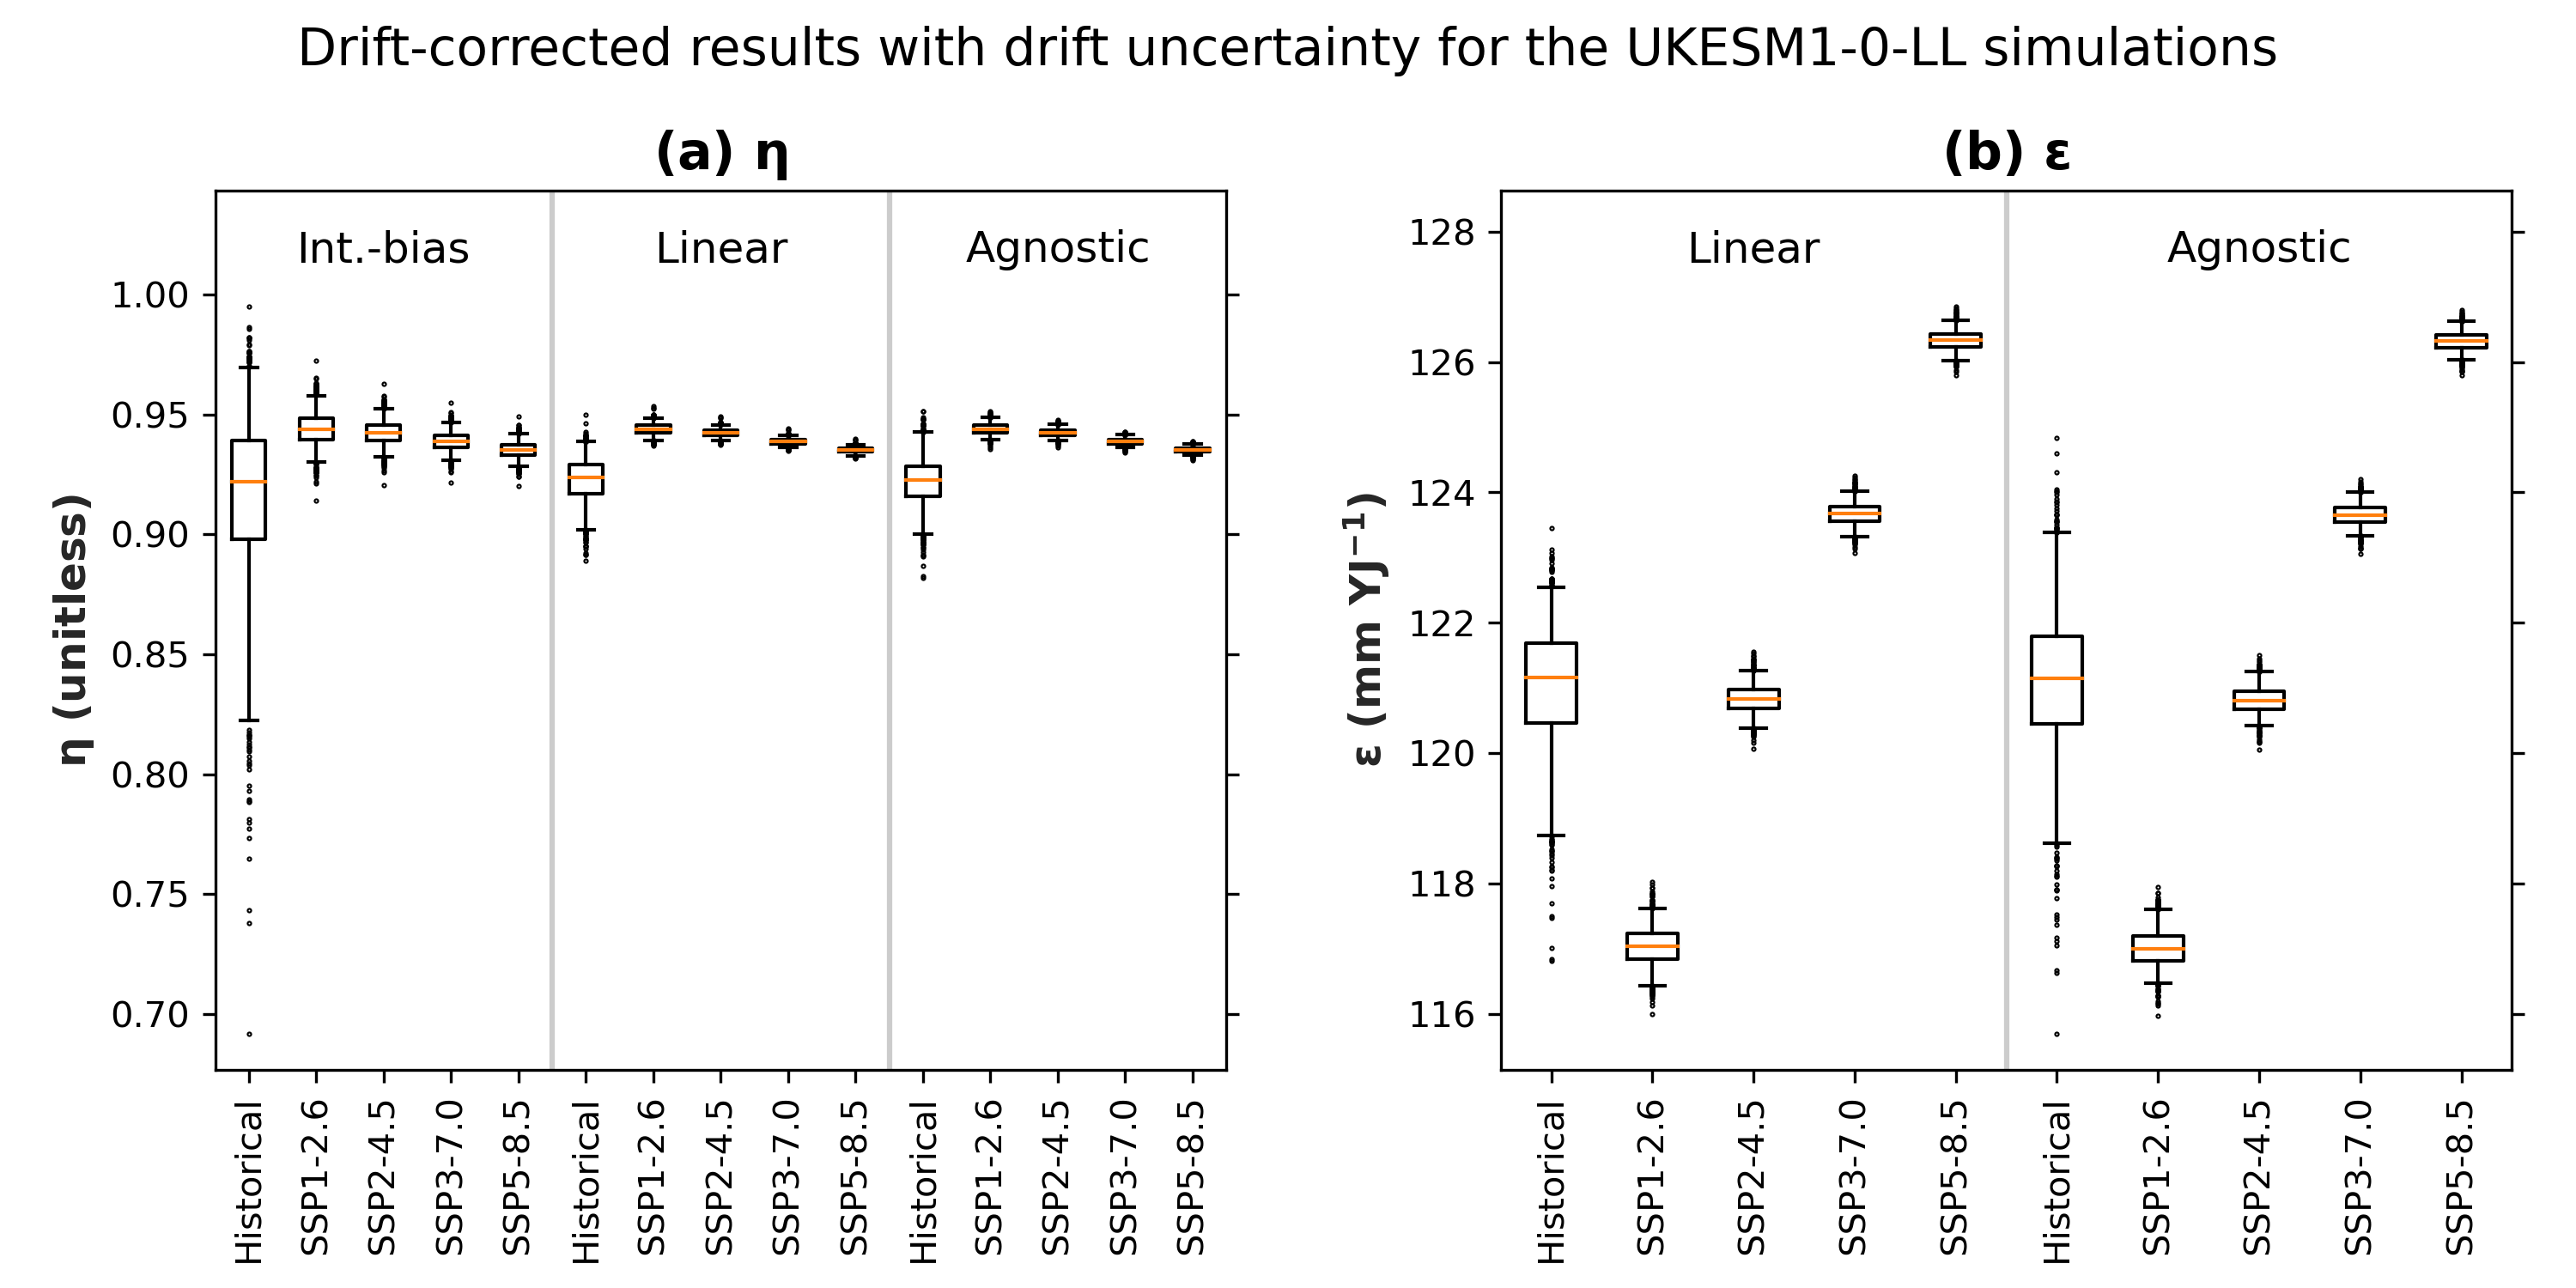 Drift-corrected results with drift uncertainty for the UKESM1-0-LL simulations
(a) η
Int.-bias
Linear
Agnostic
η (unitless)
1.00
0.95
0.90
0.85
0.80
0.75
0.70
Historical
SSP1-2.6
SSP2-4.5
SSP3-7.0
SSP5-8.5
Historical
SSP1-2.6
SSP2-4.5
SSP3-7.0
SSP5-8.5
Historical
SSP1-2.6
SSP2-4.5
SSP3-7.0
SSP5-8.5
(b) ε
Linear
Agnostic
ε (mm YJ⁻¹)
128
126
124
122
120
118
116
Historical
SSP1-2.6
SSP2-4.5
SSP3-7.0
SSP5-8.5
Historical
SSP1-2.6
SSP2-4.5
SSP3-7.0
SSP5-8.5